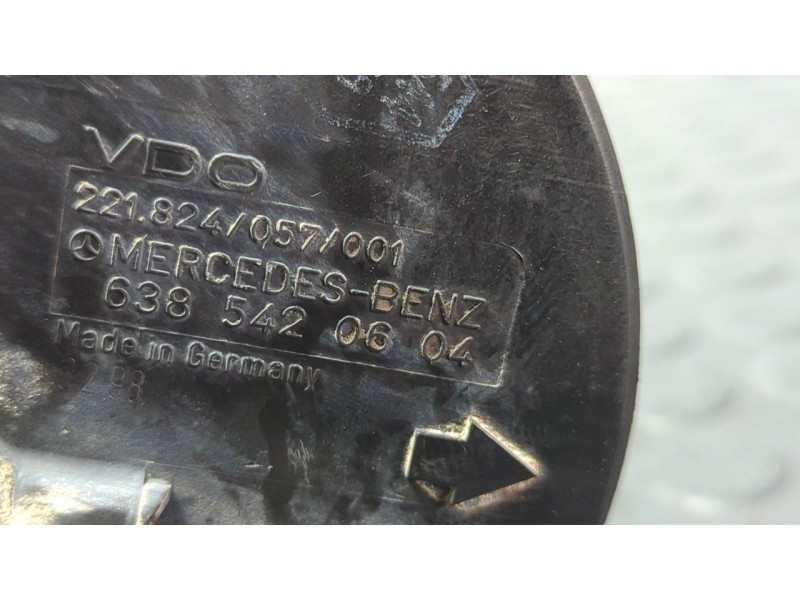 VDO
221.824/057/001
MERCEDES-BENZ
638 542 06 04
Made in Germany